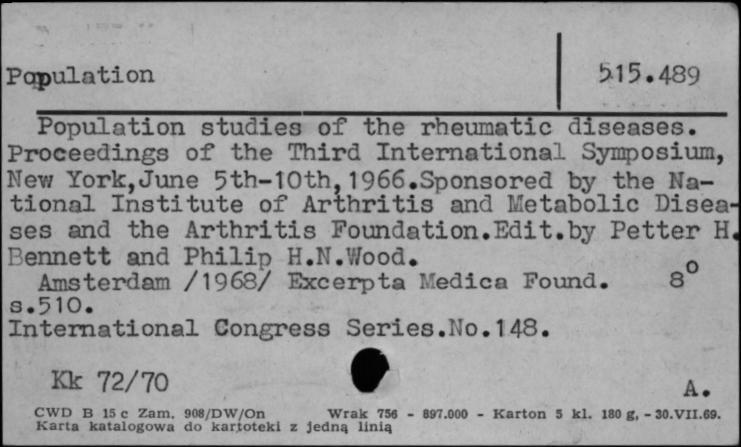 Population
515.489
Population studies of the rheumatic diseases.
Proceedings of the Third International Symposium,
New York,June 5th-10th,1966.Sponsored by the Na-
tional Institute of Arthritis and Metabolic Disea-
ses and the Arthritis Foundation.Edit.by Petter H.
Bennett and Philip H.N.Wood.
Amsterdam /1968/ Excerpta Medica Found. 8°
s.510.
International Congress Series.No.148.
Kk 72/70
A.
CWD B 15 c Zam. 908/DW/On Wrak 756 - 897.000 - Karton 5 kl. 180 g, - 30.VII.69.
Karta katalogowa do kartoteki z jedną linią